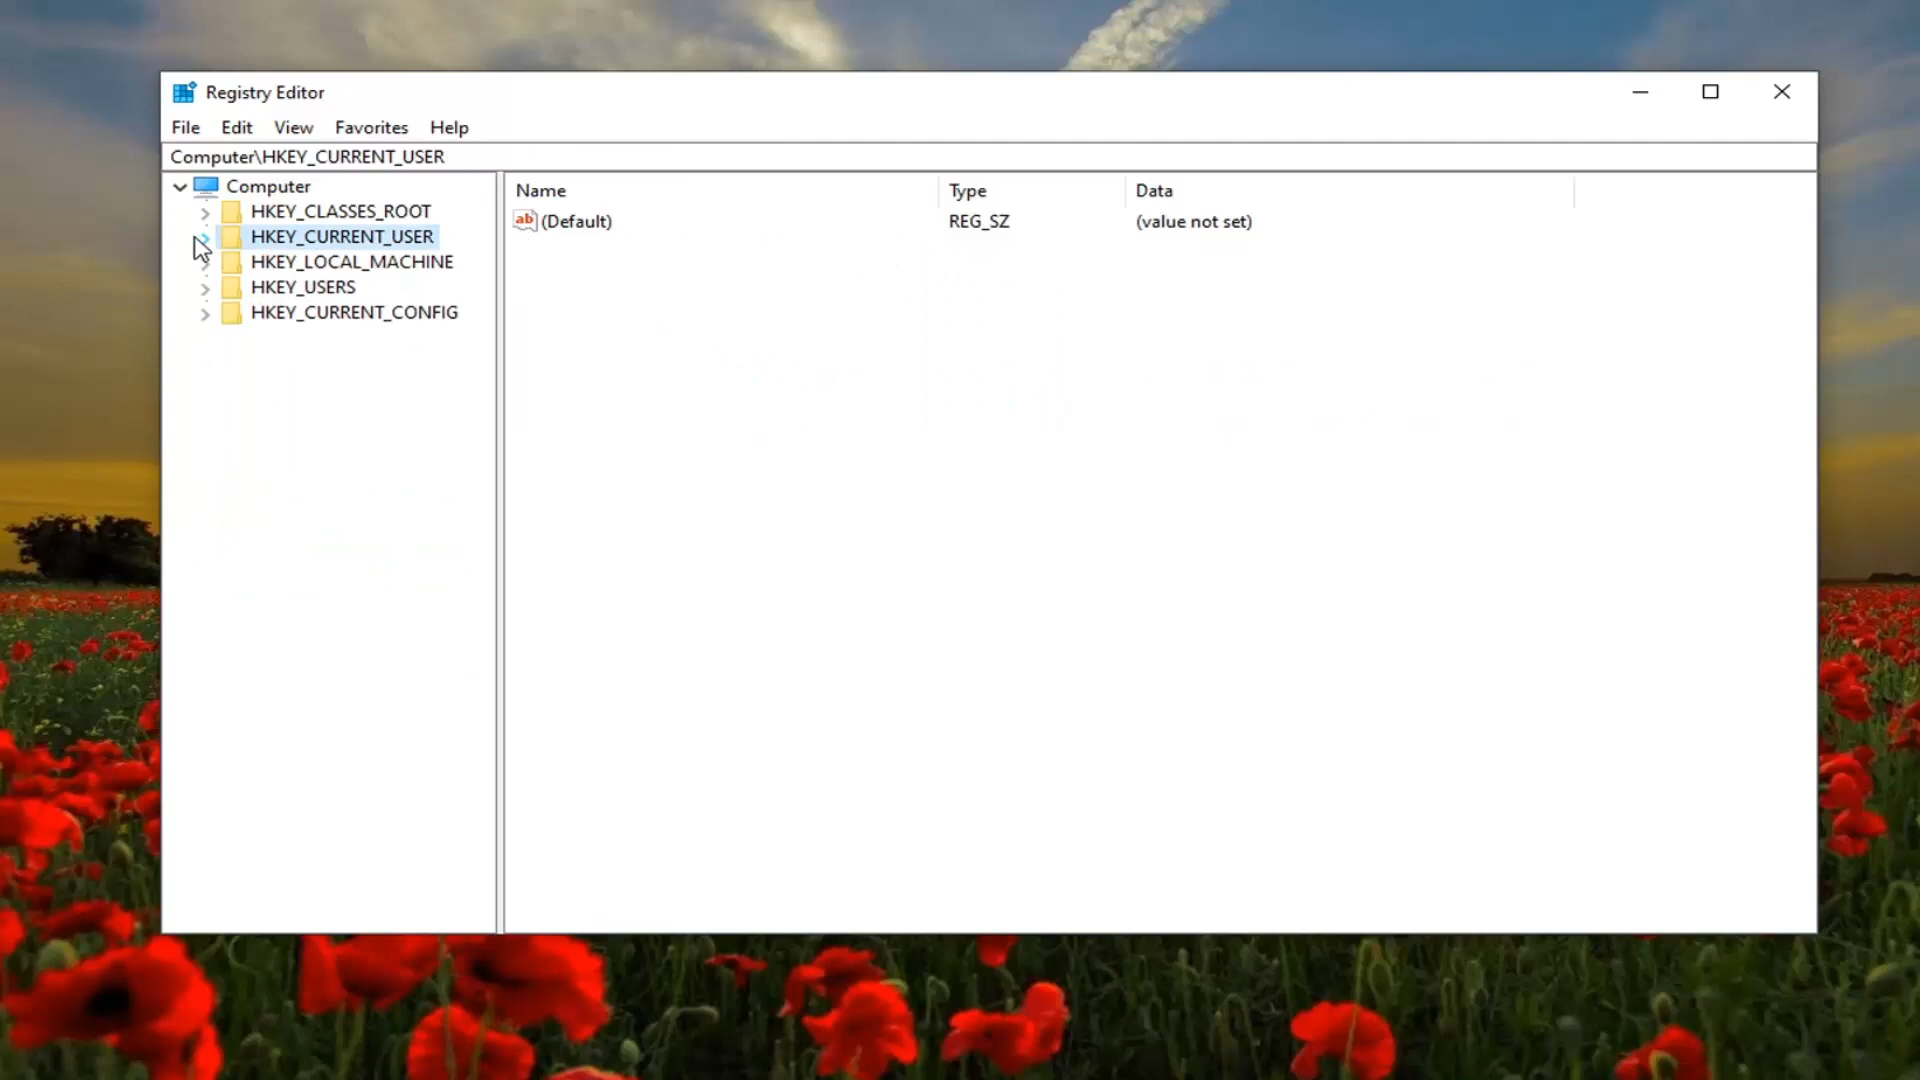 Registry Editor
File Edit View Favorites Help
Computer\HKEY_CURRENT_USER
Computer
HKEY_CLASSES_ROOT
HKEY_CURRENT_USER
HKEY_LOCAL_MACHINE
HKEY_USERS
HKEY_CURRENT_CONFIG
Name Type Data
ab (Default) REG_SZ (value not set)